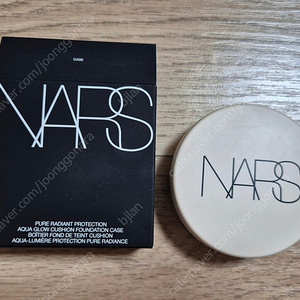 CASE
NARS
PURE RADIANT PROTECTION
AQUA GLOW CUSHION FOUNDATION CASE
BOÎTIER FOND DE TEINT CUSHION
AQUA-LUMIÈRE PROTECTION PURE RADIANCE
NARS
bjlan